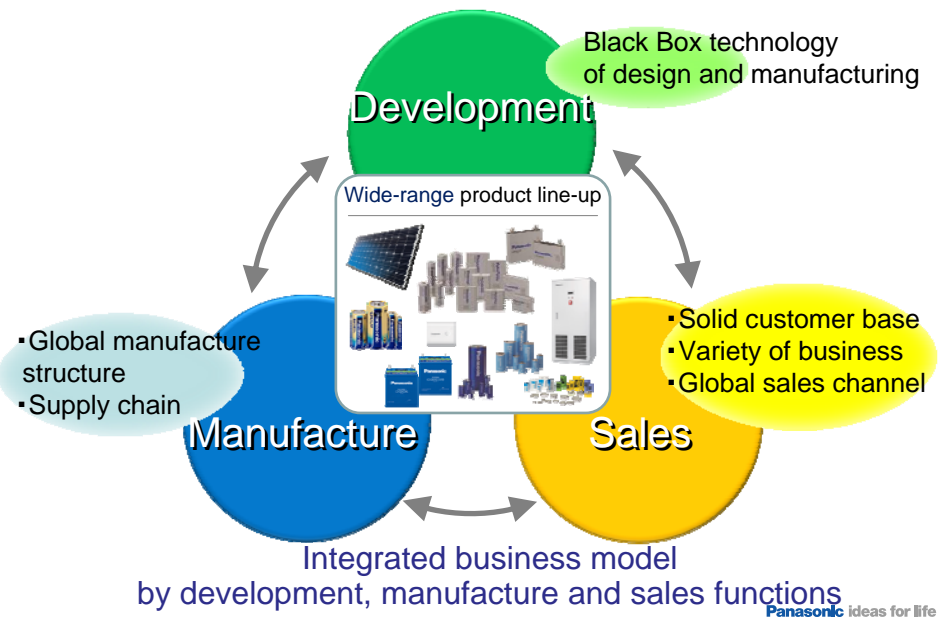 Black Box technology
of design and manufacturing
Development
Wide-range product line-up
Panasonic
Panasonic
・Global manufacture
structure
・Supply chain
・Solid customer base
・Variety of business
・Global sales channel
Manufacture
Sales
Integrated business model
by development, manufacture and sales functions
Panasonic ideas for life